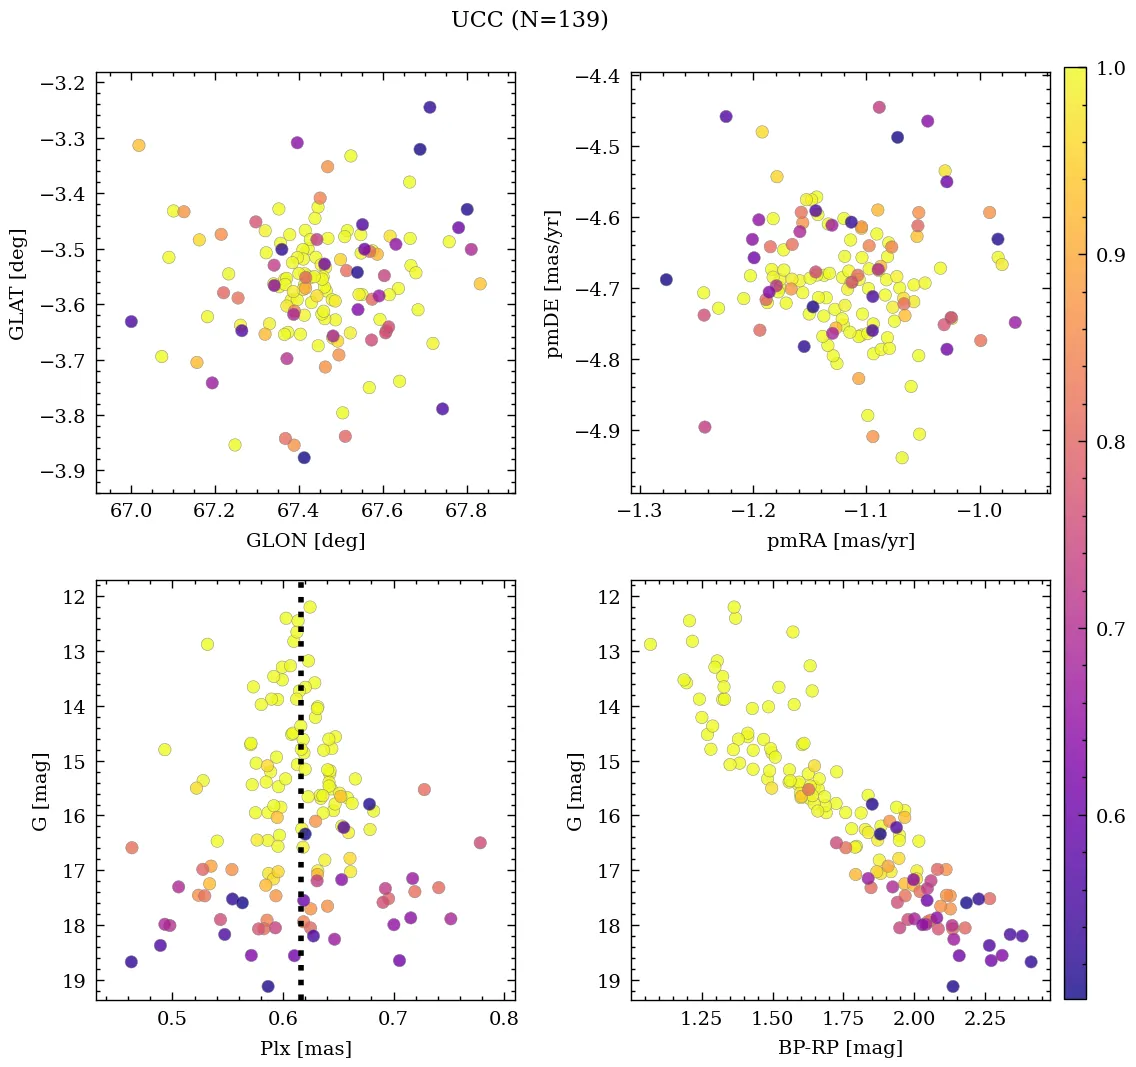 UCC (N=139)
−3.2
−3.3
−3.4
−3.5
−3.6
−3.7
−3.8
−3.9
GLAT [deg]
67.0 67.2 67.4 67.6 67.8
GLON [deg]
−4.4
−4.5
−4.6
−4.7
−4.8
−4.9
pmDE [mas/yr]
−1.3 −1.2 −1.1 −1.0
pmRA [mas/yr]
12
13
14
15
16
17
18
19
G [mag]
0.5 0.6 0.7 0.8
Plx [mas]
12
13
14
15
16
17
18
19
G [mag]
1.25 1.50 1.75 2.00 2.25
BP-RP [mag]
1.0
0.9
0.8
0.7
0.6